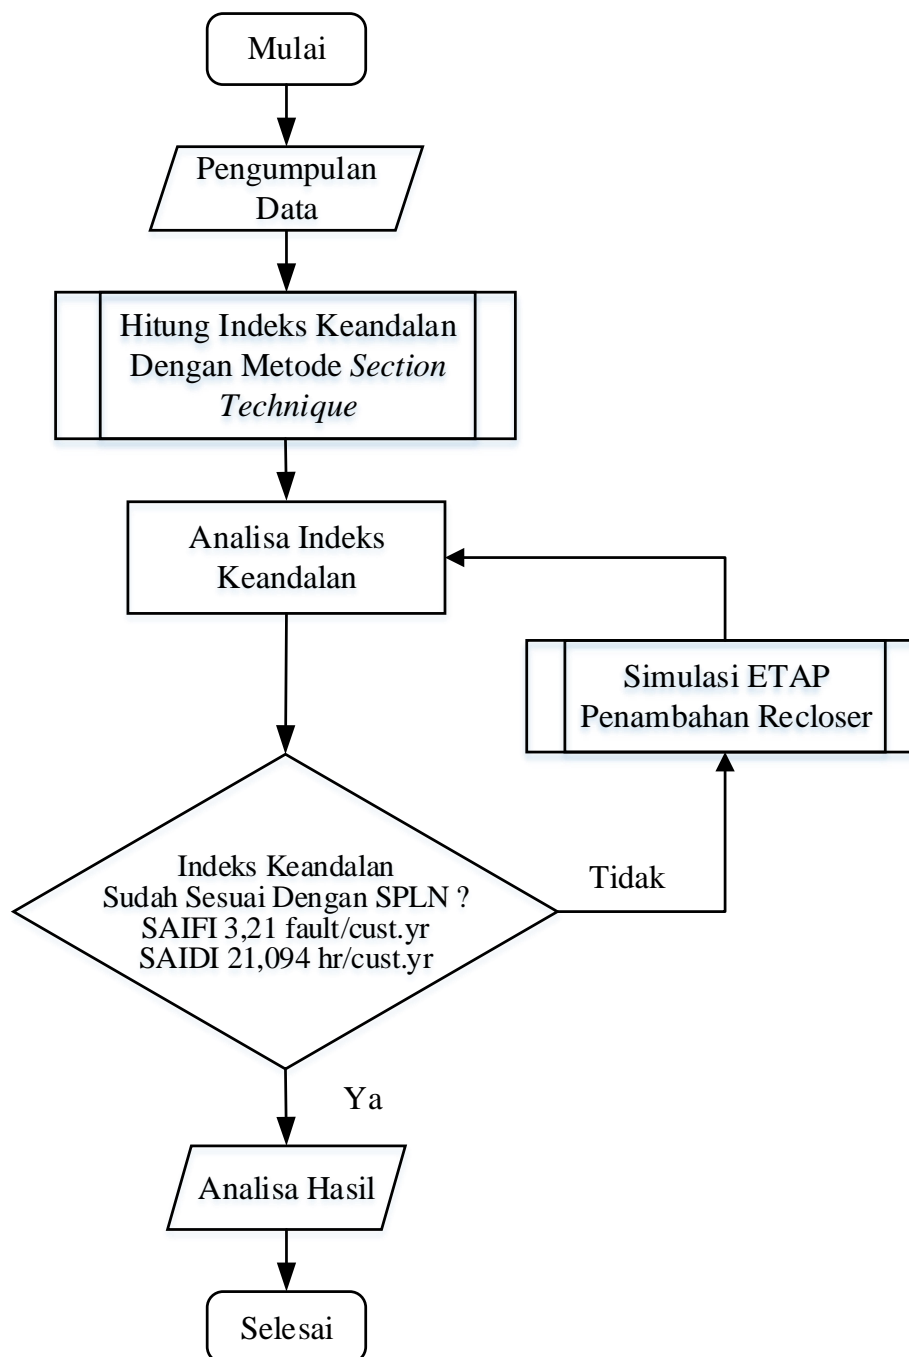 Mulai
Pengumpulan
Data
Hitung Indeks Keandalan
Dengan Metode Section
Technique
Analisa Indeks
Keandalan
Simulasi ETAP
Penambahan Recloser
Indeks Keandalan
Sudah Sesuai Dengan SPLN ?
SAIFI 3,21 fault/cust.yr
SAIDI 21,094 hr/cust.yr
Tidak
Ya
Analisa Hasil
Selesai